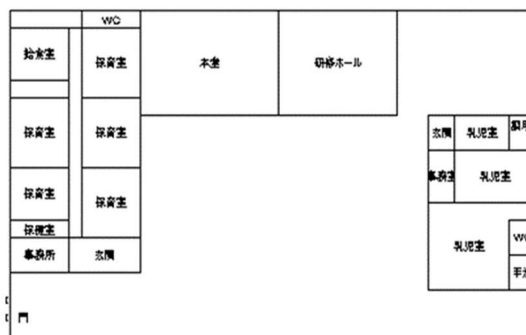 WC
給食室
保育室
本堂
研修ホール
保育室
保育室
玄関
乳児室
保育室
保育室
事務室
乳児室
保健室
事務所
玄関
乳児室
WC
門